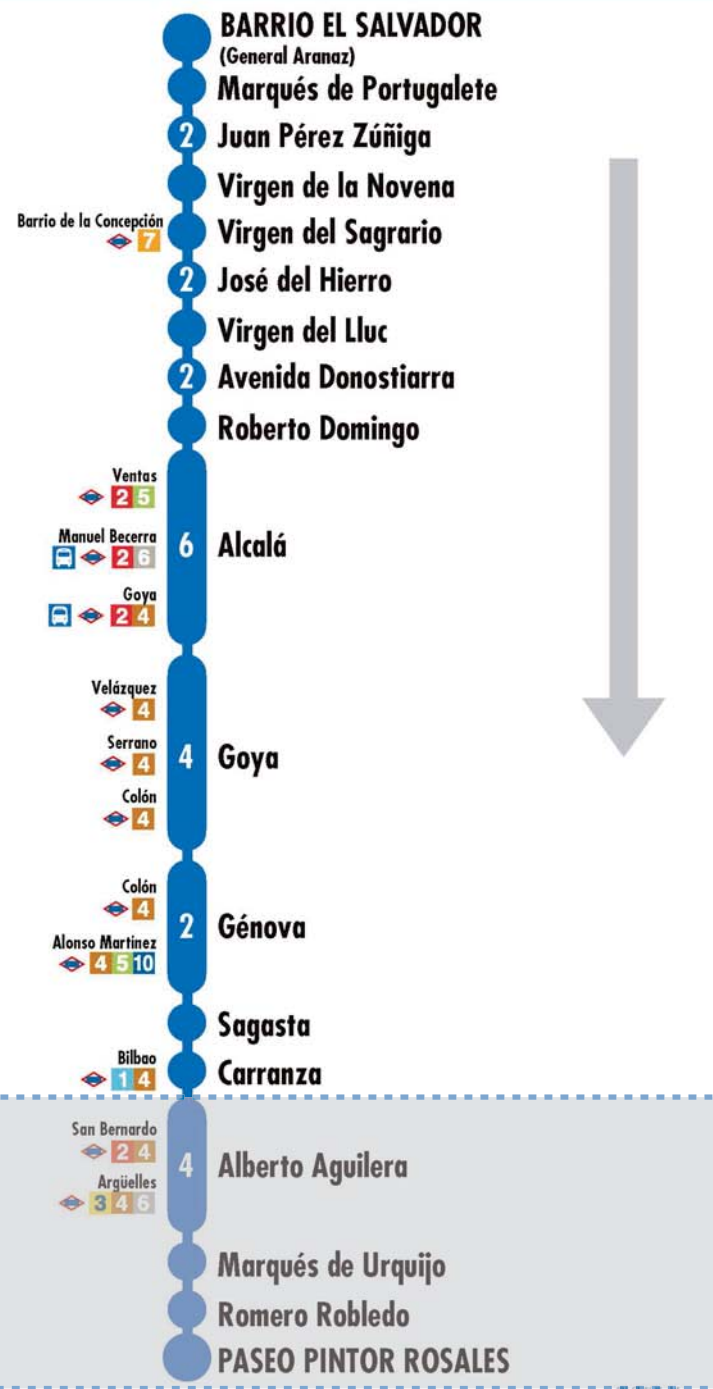 BARRIO EL SALVADOR
(General Aranaz)
Marqués de Portugalete
2 Juan Pérez Zúñiga
Virgen de la Novena
Barrio de la Concepción
7
Virgen del Sagrario
2 José del Hierro
Virgen del Lluc
2 Avenida Donostiarra
Roberto Domingo
Ventas
2 5
Manuel Becerra
2 6
Goya
2 4
6 Alcalá
Velázquez
4
Serrano
4
Colón
4
4 Goya
Colón
4
Alonso Martínez
4 5 10
2 Génova
Sagasta
Bilbao
1 4
Carranza
San Bernardo
2 4
Argüelles
3 4 6
4 Alberto Aguilera
Marqués de Urquijo
Romero Robledo
PASEO PINTOR ROSALES